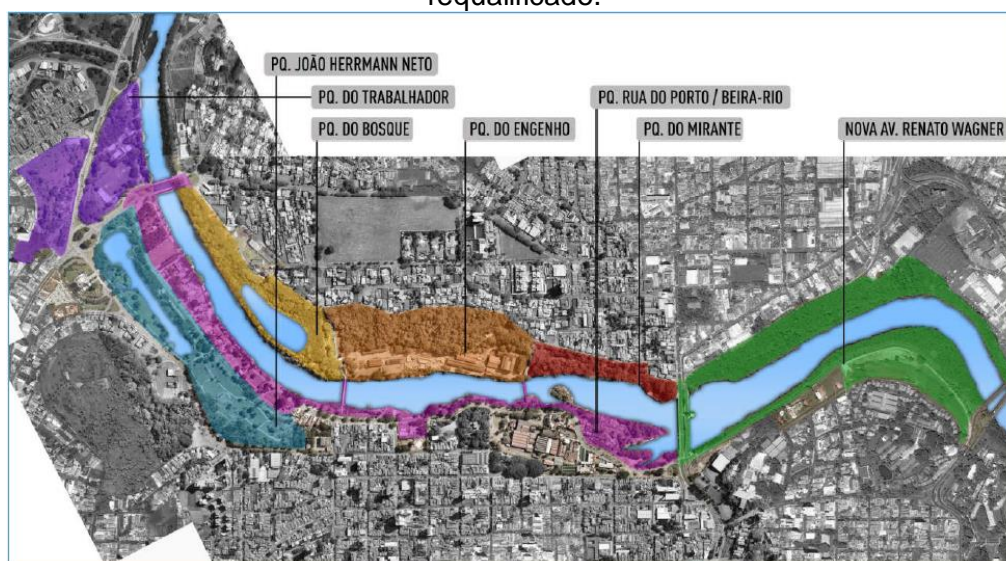 requalificado.
PQ. JOÃO HERRMANN NETO
PQ. DO TRABALHADOR
PQ. RUA DO PORTO / BEIRA-RIO
PQ. DO BOSQUE
PQ. DO ENGENHO
PQ. DO MIRANTE
NOVA AV. RENATO WAGNER